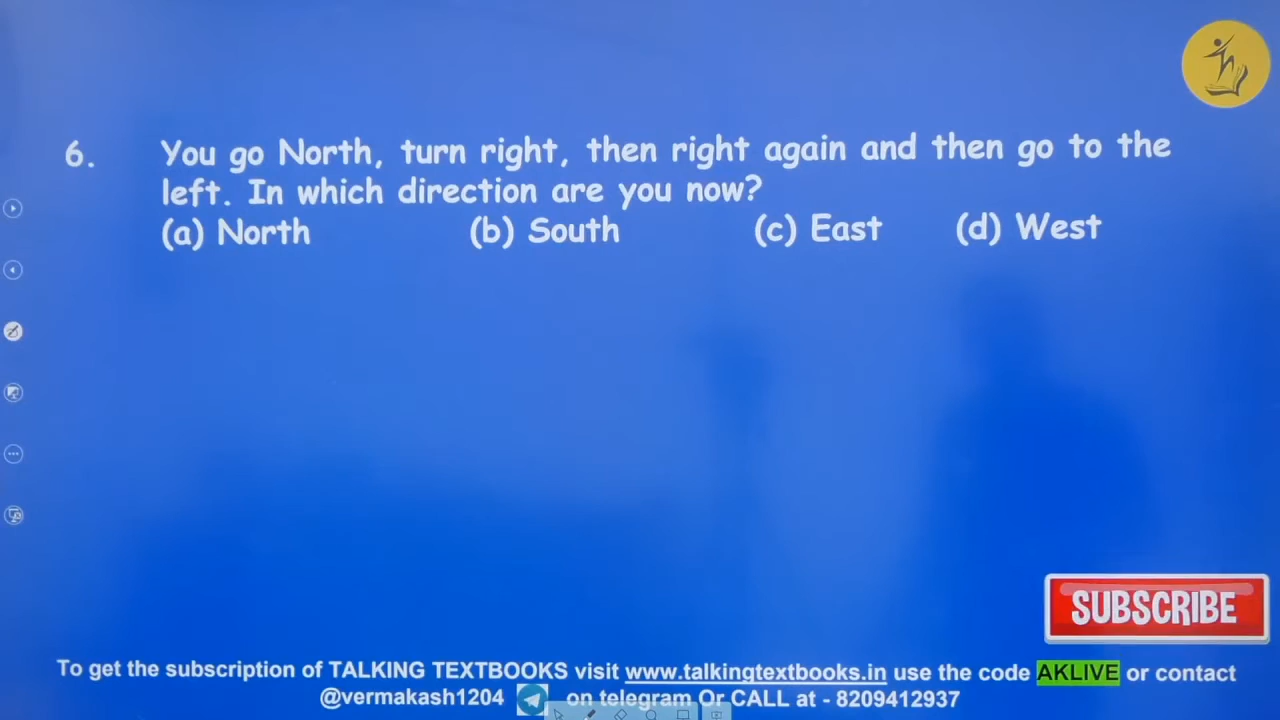 6. You go North, turn right, then right again and then go to the
left. In which direction are you now?
(a) North (b) South (c) East (d) West
SUBSCRIBE
To get the subscription of TALKING TEXTBOOKS visit www.talkingtextbooks.in use the code AKLIVE or contact
@vermakash1204 on telegram Or CALL at - 8209412937